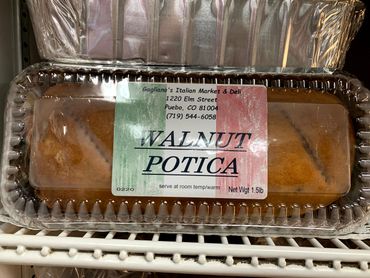 Gagliano's Italian Market & Deli
1220 Elm Street
Puebo, CO 81004
(719) 544-6058
WALNUT
POTICA
serve at room temp/warm
0220
Net Wgt 1.5lb